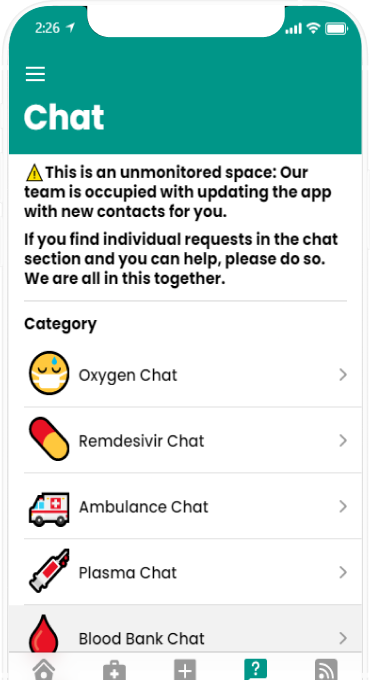 2:26
Chat
⚠️This is an unmonitored space: Our
team is occupied with updating the app
with new contacts for you.
If you find individual requests in the chat
section and you can help, please do so.
We are all in this together.
Category
Oxygen Chat
Remdesivir Chat
Ambulance Chat
Plasma Chat
Blood Bank Chat